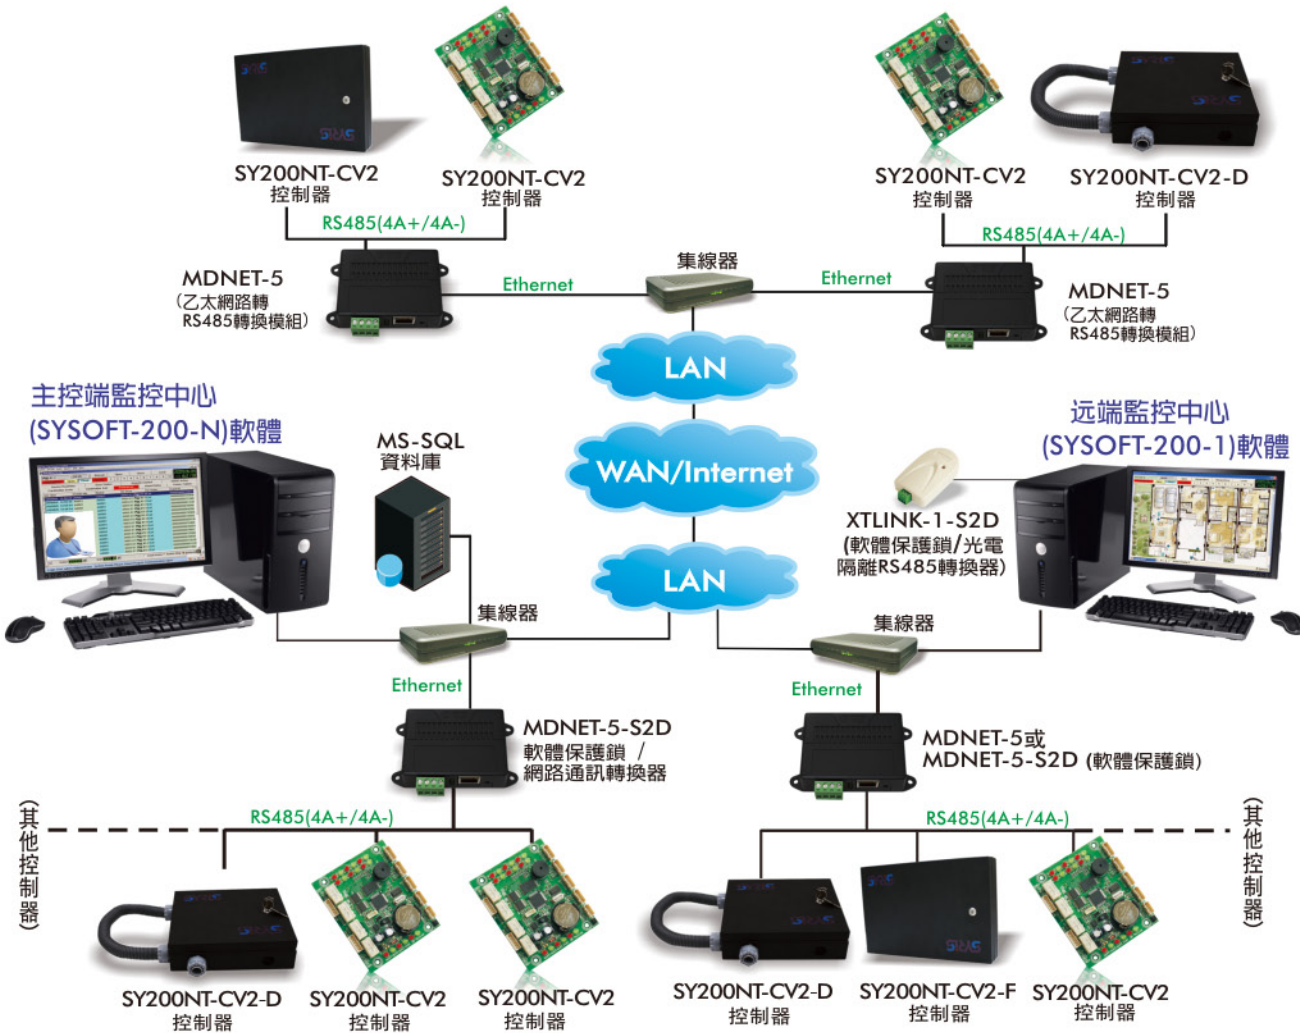 SYRIS
SYRIS
SYRIS
SYRIS
SY200NT-CV2
控制器
SY200NT-CV2
控制器
SY200NT-CV2
控制器
SY200NT-CV2-D
控制器
RS485(4A+/4A-)
RS485(4A+/4A-)
MDNET-5
(乙太網路轉
RS485轉換模組)
Ethernet
集線器
Ethernet
MDNET-5
(乙太網路轉
RS485轉換模組)
LAN
主控端監控中心
(SYSOFT-200-N)軟體
MS-SQL
資料庫
WAN/Internet
远端監控中心
(SYSOFT-200-1)軟體
XTLINK-1-S2D
(軟體保護鎖/光電
隔離RS485轉換器)
LAN
集線器
集線器
Ethernet
Ethernet
MDNET-5-S2D
軟體保護鎖 /
網路通訊轉換器
MDNET-5或
MDNET-5-S2D (軟體保護鎖)
(其他控制器)
RS485(4A+/4A-)
RS485(4A+/4A-)
(其他控制器)
SYRIS
SYRIS
SYRIS
SYRIS
SYRIS
SYRIS
SY200NT-CV2-D
控制器
SY200NT-CV2
控制器
SY200NT-CV2
控制器
SY200NT-CV2-D
控制器
SY200NT-CV2-F
控制器
SY200NT-CV2
控制器